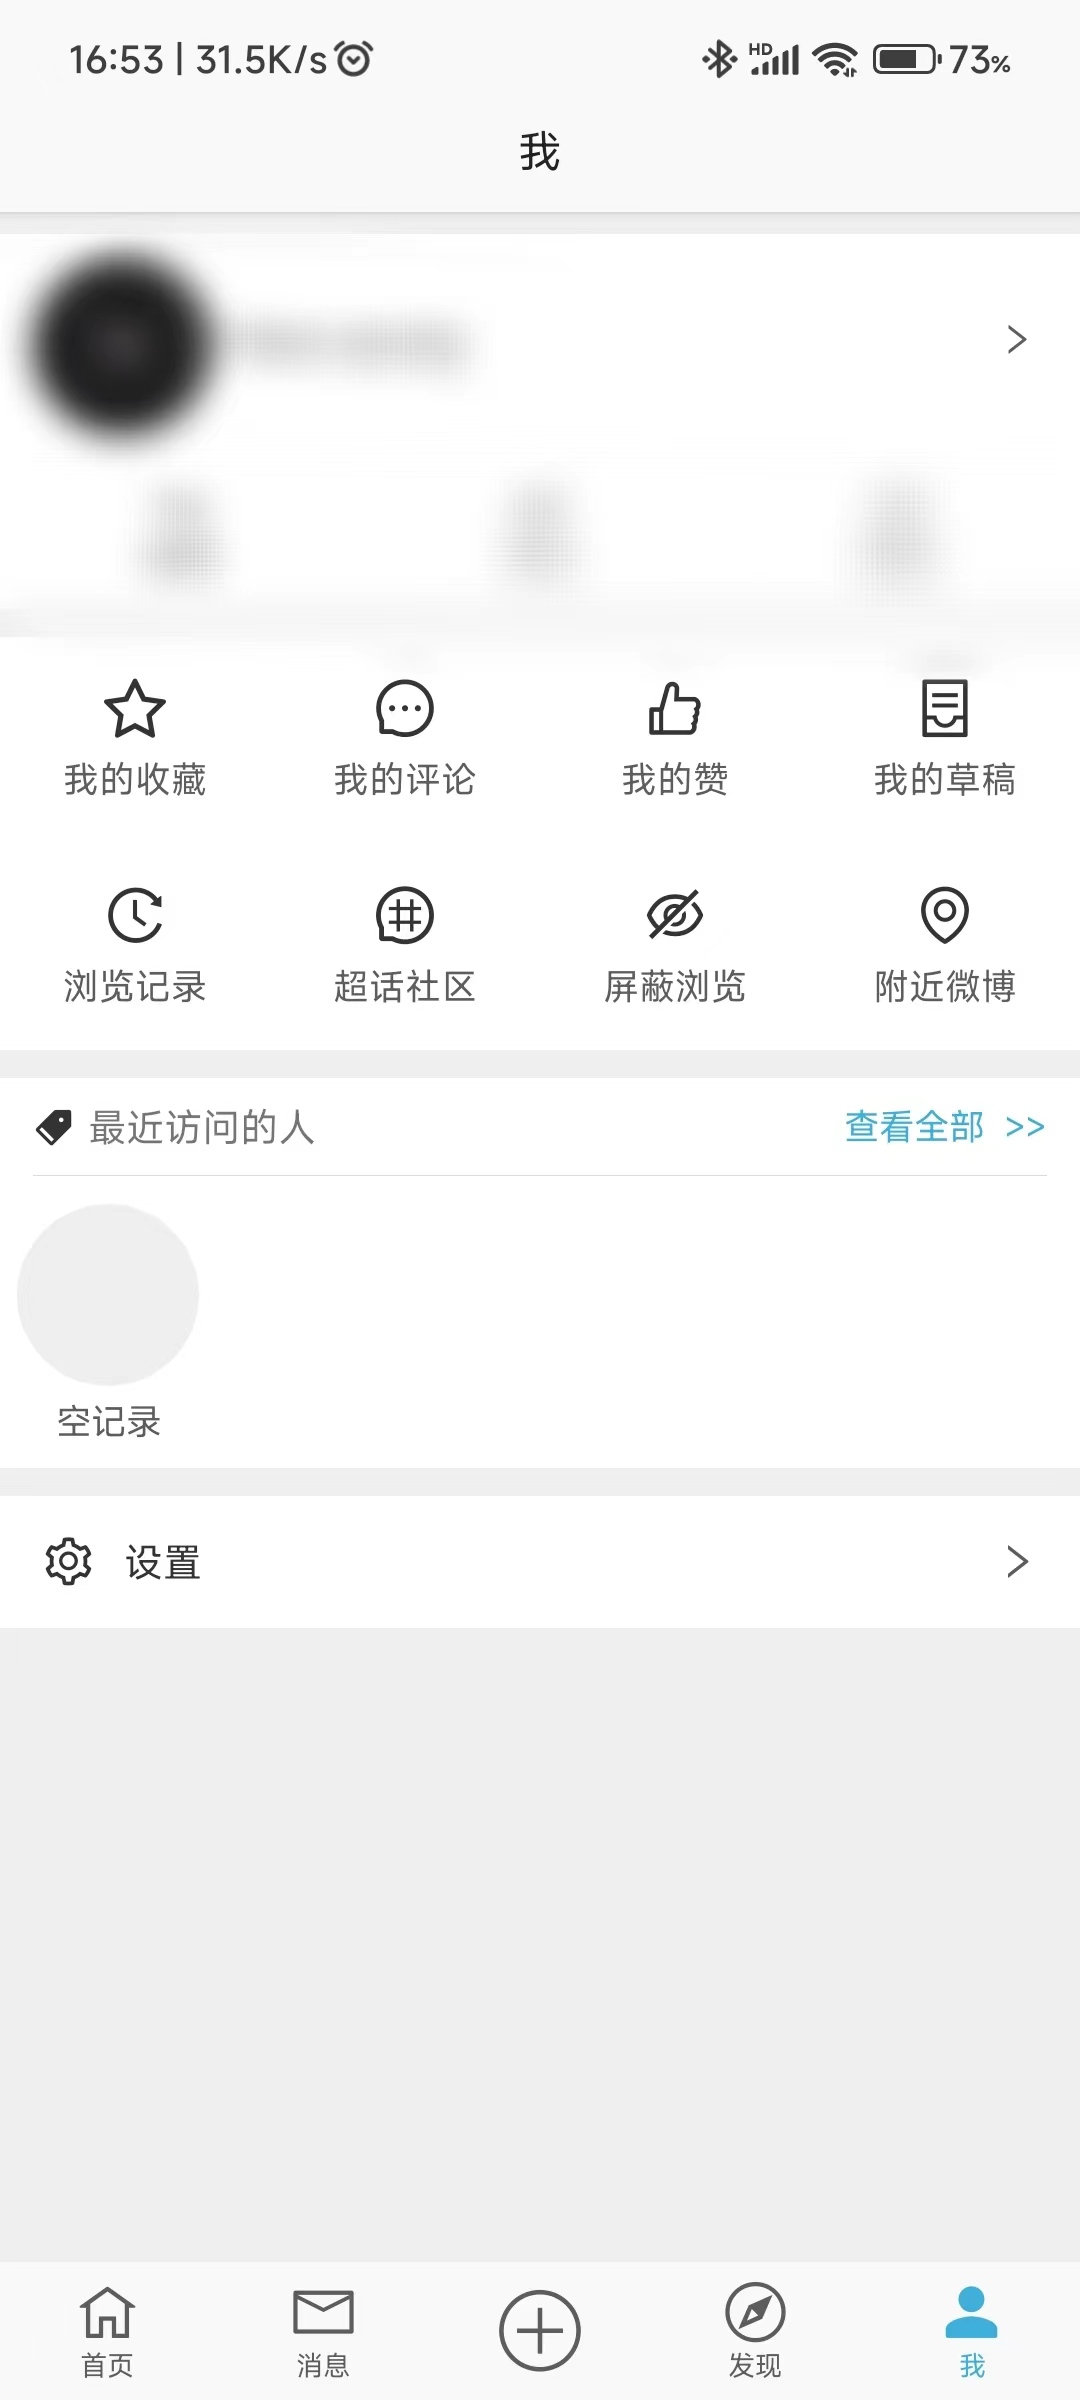 16:53 | 31.5K/s
HD
73%
我
我的收藏 我的评论 我的赞 我的草稿
浏览记录 超话社区 屏蔽浏览 附近微博
最近访问的人 查看全部 >>
空记录
设置
首页 消息 发现 我